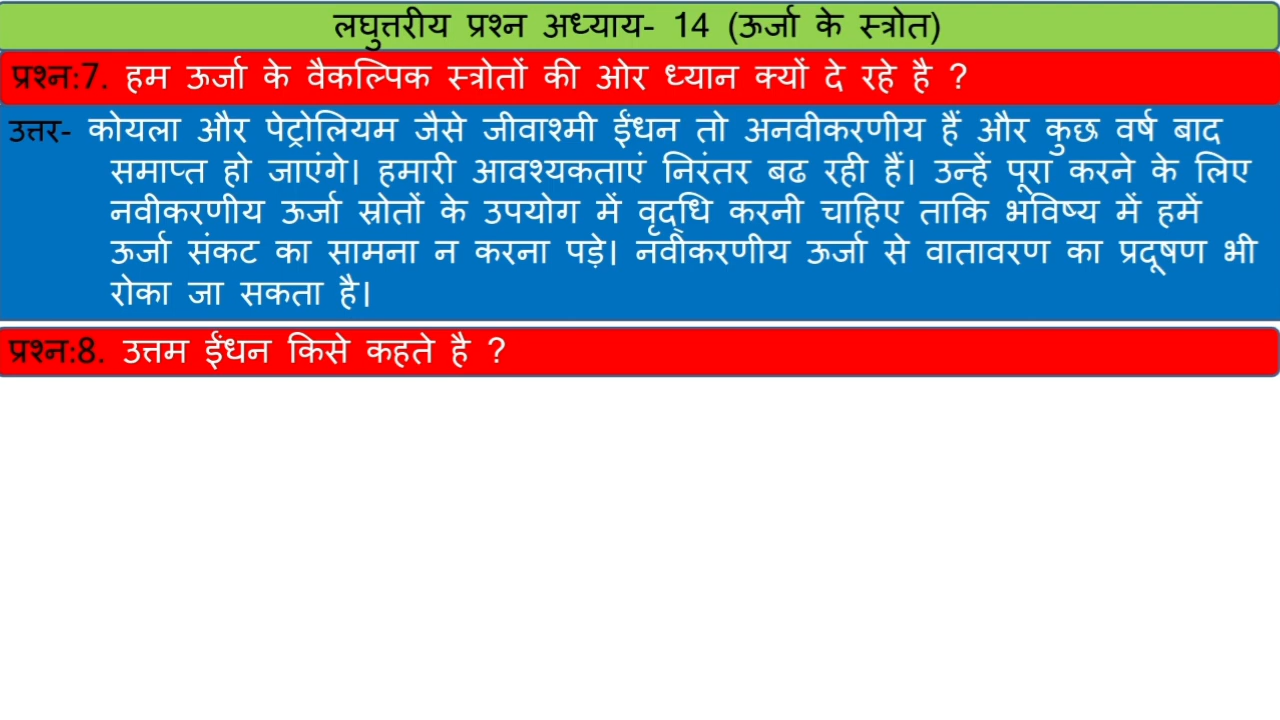 लघुत्तरीय प्रश्न अध्याय- 14 (ऊर्जा के स्त्रोत)
प्रश्न:7. हम ऊर्जा के वैकल्पिक स्त्रोतों की ओर ध्यान क्यों दे रहे है ?
उत्तर- कोयला और पेट्रोलियम जैसे जीवाश्मी ईंधन तो अनवीकरणीय हैं और कुछ वर्ष बाद
समाप्त हो जाएंगे। हमारी आवश्यकताएं निरंतर बढ रही हैं। उन्हें पूरा करने के लिए
नवीकरणीय ऊर्जा स्रोतों के उपयोग में वृद्धि करनी चाहिए ताकि भविष्य में हमें
ऊर्जा संकट का सामना न करना पड़े। नवीकरणीय ऊर्जा से वातावरण का प्रदूषण भी
रोका जा सकता है।
प्रश्न:8. उत्तम ईंधन किसे कहते है ?